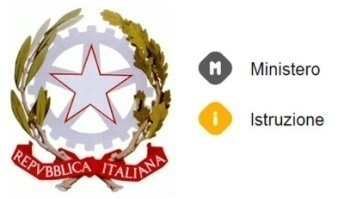 REPVBBLICA ITALIANA
M Ministero
i Istruzione